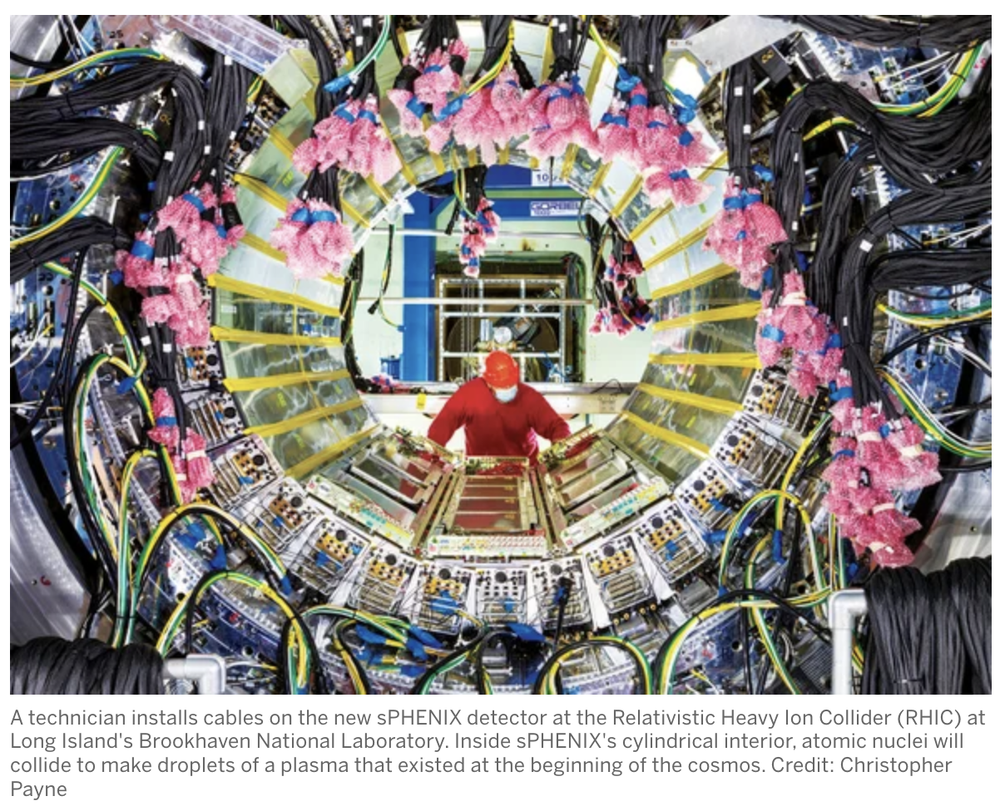 100
GORBEL
A technician installs cables on the new sPHENIX detector at the Relativistic Heavy Ion Collider (RHIC) at
Long Island's Brookhaven National Laboratory. Inside sPHENIX's cylindrical interior, atomic nuclei will
collide to make droplets of a plasma that existed at the beginning of the cosmos. Credit: Christopher
Payne